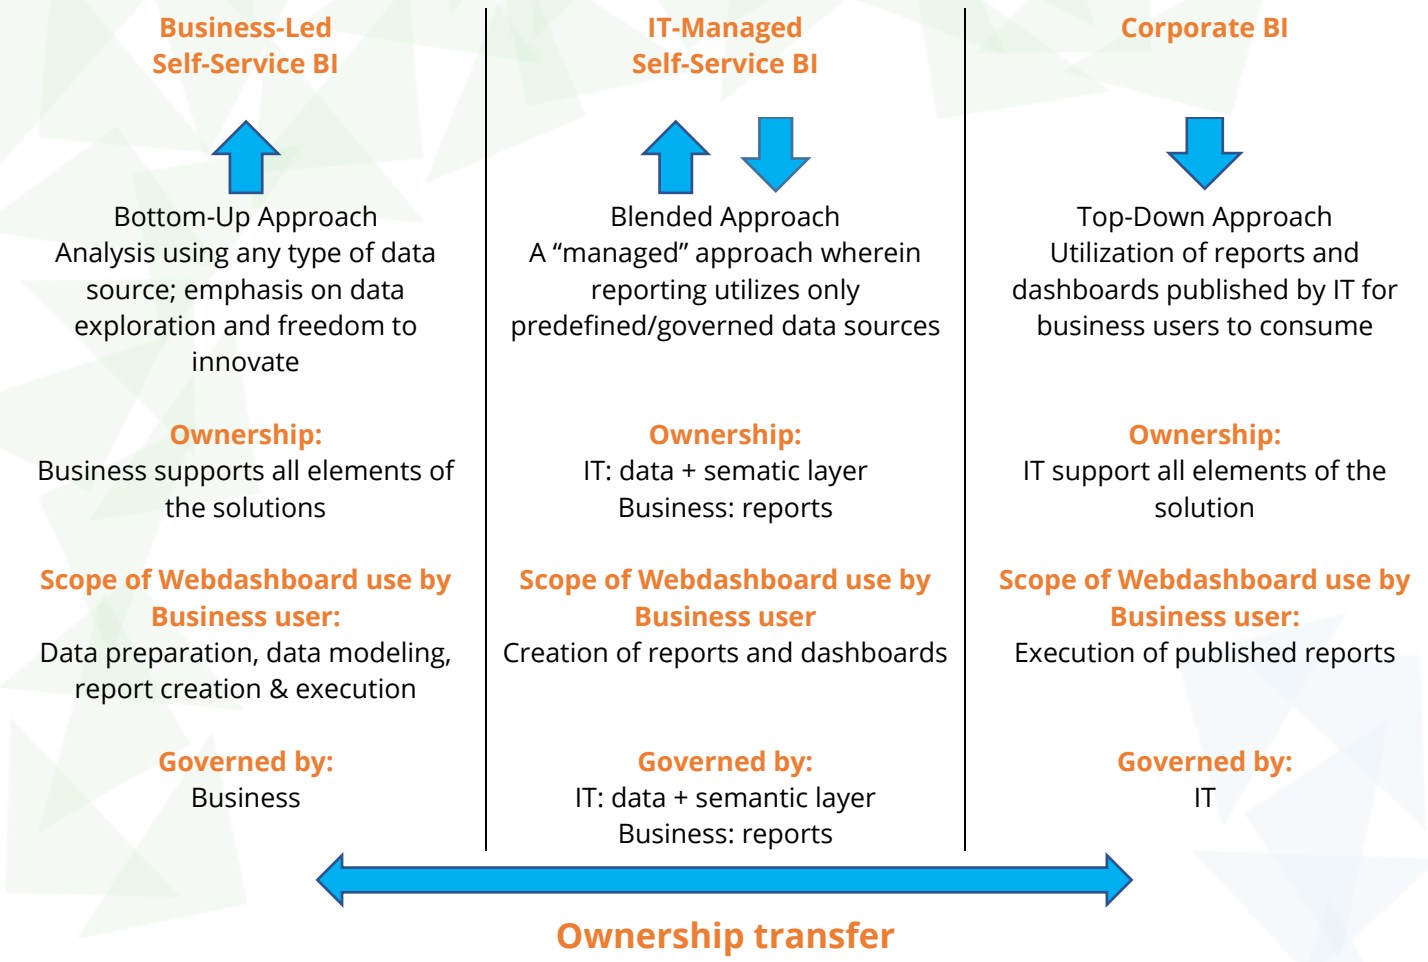 Business-Led
Self-Service BI
Bottom-Up Approach
Analysis using any type of data
source; emphasis on data
exploration and freedom to
innovate
Ownership:
Business supports all elements of
the solutions
Scope of Webdashboard use by
Business user:
Data preparation, data modeling,
report creation & execution
Governed by:
Business
IT-Managed
Self-Service BI
Blended Approach
A “managed” approach wherein
reporting utilizes only
predefined/governed data sources
Ownership:
IT: data + sematic layer
Business: reports
Scope of Webdashboard use by
Business user
Creation of reports and dashboards
Governed by:
IT: data + semantic layer
Business: reports
Corporate BI
Top-Down Approach
Utilization of reports and
dashboards published by IT for
business users to consume
Ownership:
IT support all elements of the
solution
Scope of Webdashboard use by
Business user:
Execution of published reports
Governed by:
IT
Ownership transfer